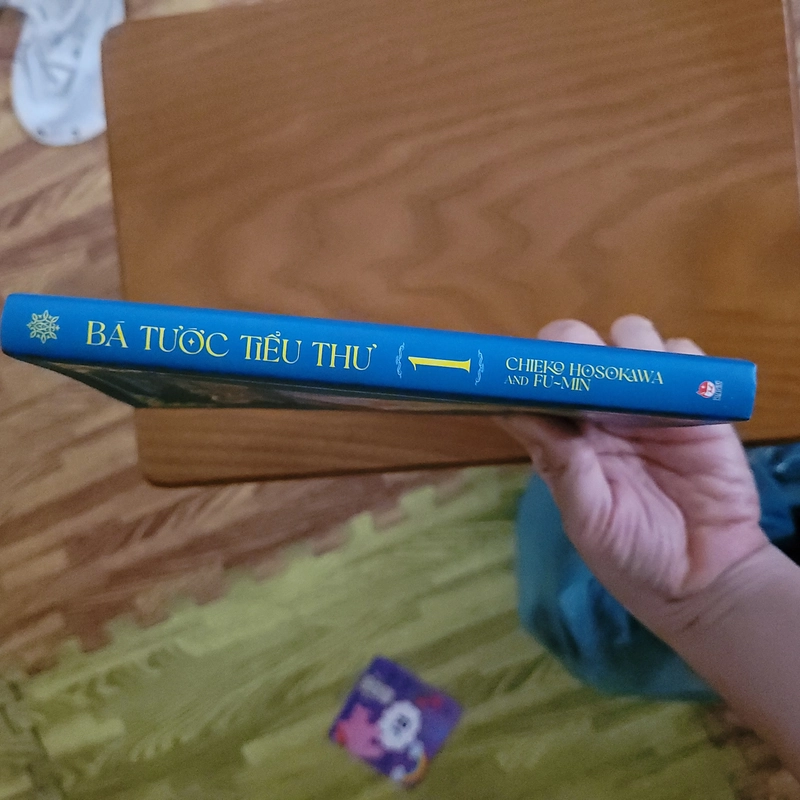 BÁ TƯỚC TIỂU THƯ
1
CHIEKO HOSOKAWA
AND FU~MIN